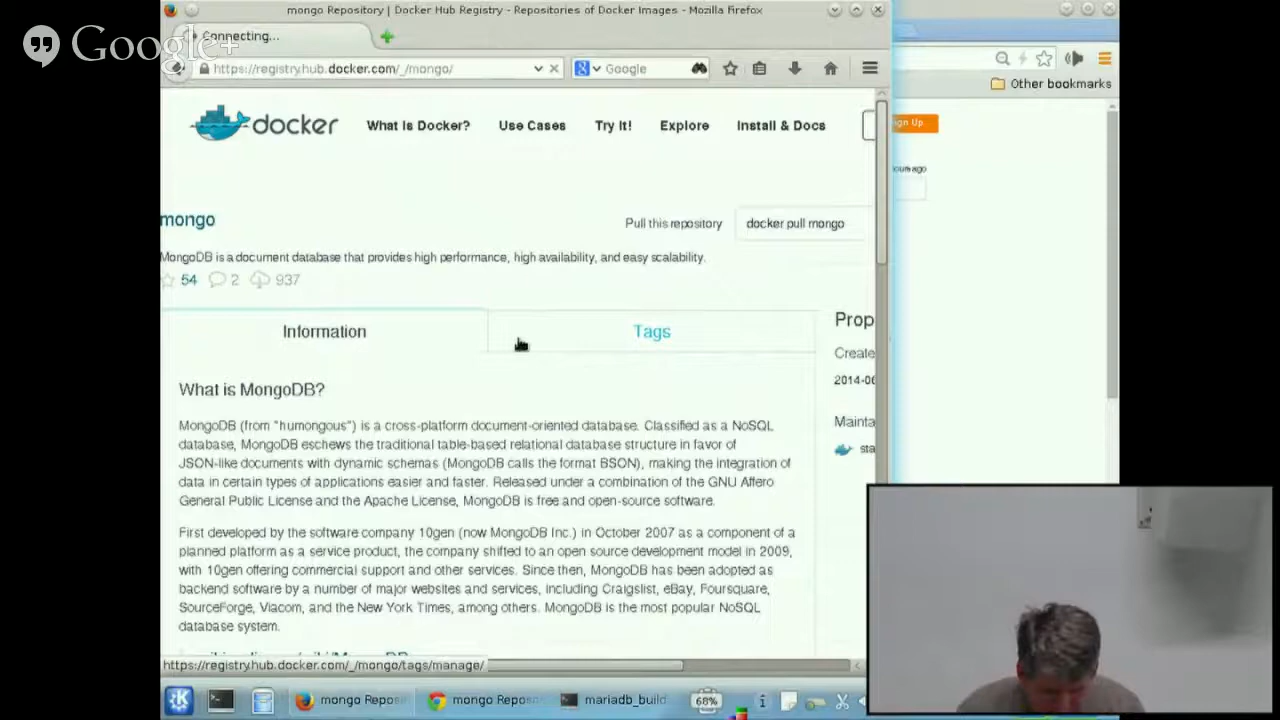 mongo Repository | Docker Hub Registry - Repositories of Docker Images - Mozilla Firefox
Google+
Connecting...
https://registry.hub.docker.com/_/mongo/
Google
Other bookmarks
docker
What is Docker?
Use Cases
Try It!
Explore
Install & Docs
ign Up
ours ago
mongo
Pull this repository
docker pull mongo
MongoDB is a document database that provides high performance, high availability, and easy scalability.
54
2
937
Information
Tags
Prop
Create
2014-06
Mainta
sta
What is MongoDB?
MongoDB (from "humongous") is a cross-platform document-oriented database. Classified as a NoSQL
database, MongoDB eschews the traditional table-based relational database structure in favor of
JSON-like documents with dynamic schemas (MongoDB calls the format BSON), making the integration of
data in certain types of applications easier and faster. Released under a combination of the GNU Affero
General Public License and the Apache License, MongoDB is free and open-source software.
First developed by the software company 10gen (now MongoDB Inc.) in October 2007 as a component of a
planned platform as a service product, the company shifted to an open source development model in 2009,
with 10gen offering commercial support and other services. Since then, MongoDB has been adopted as
backend software by a number of major websites and services, including Craigslist, eBay, Foursquare,
SourceForge, Viacom, and the New York Times, among others. MongoDB is the most popular NoSQL
database system.
https://registry.hub.docker.com/_/mongo/tags/manage/
mongo Repos
mongo Repos
mariadb_build
68%